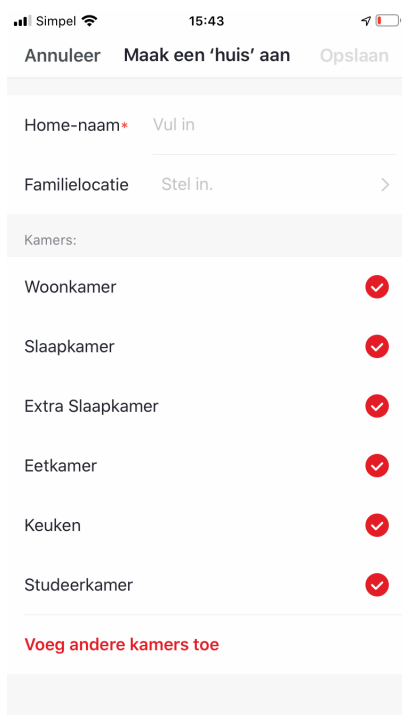 Simpel 15:43
Annuleer Maak een ‘huis’ aan Opslaan
Home-naam* Vul in
Familielocatie Stel in.
Kamers:
Woonkamer
Slaapkamer
Extra Slaapkamer
Eetkamer
Keuken
Studeerkamer
Voeg andere kamers toe